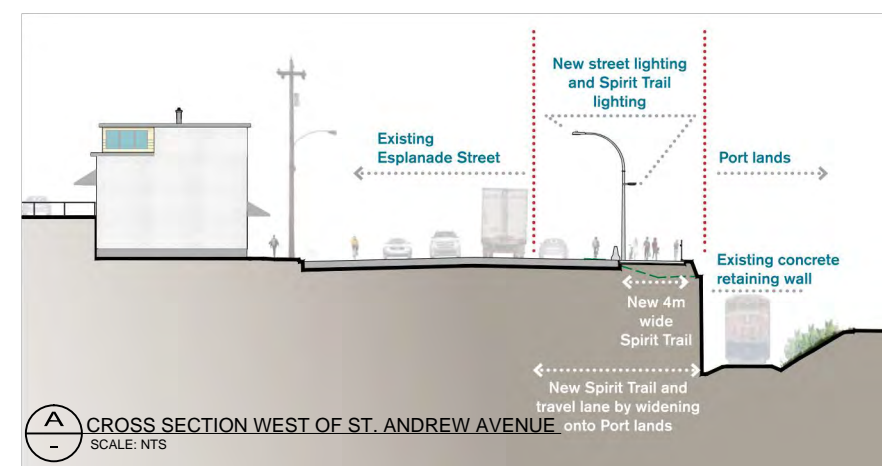 New street lighting
and Spirit Trail
lighting
Existing
Esplanade Street
Port lands
Existing concrete
retaining wall
New 4m
wide
Spirit Trail
New Spirit Trail and
travel lane by widening
onto Port lands
A
-
CROSS SECTION WEST OF ST. ANDREW AVENUE
SCALE: NTS